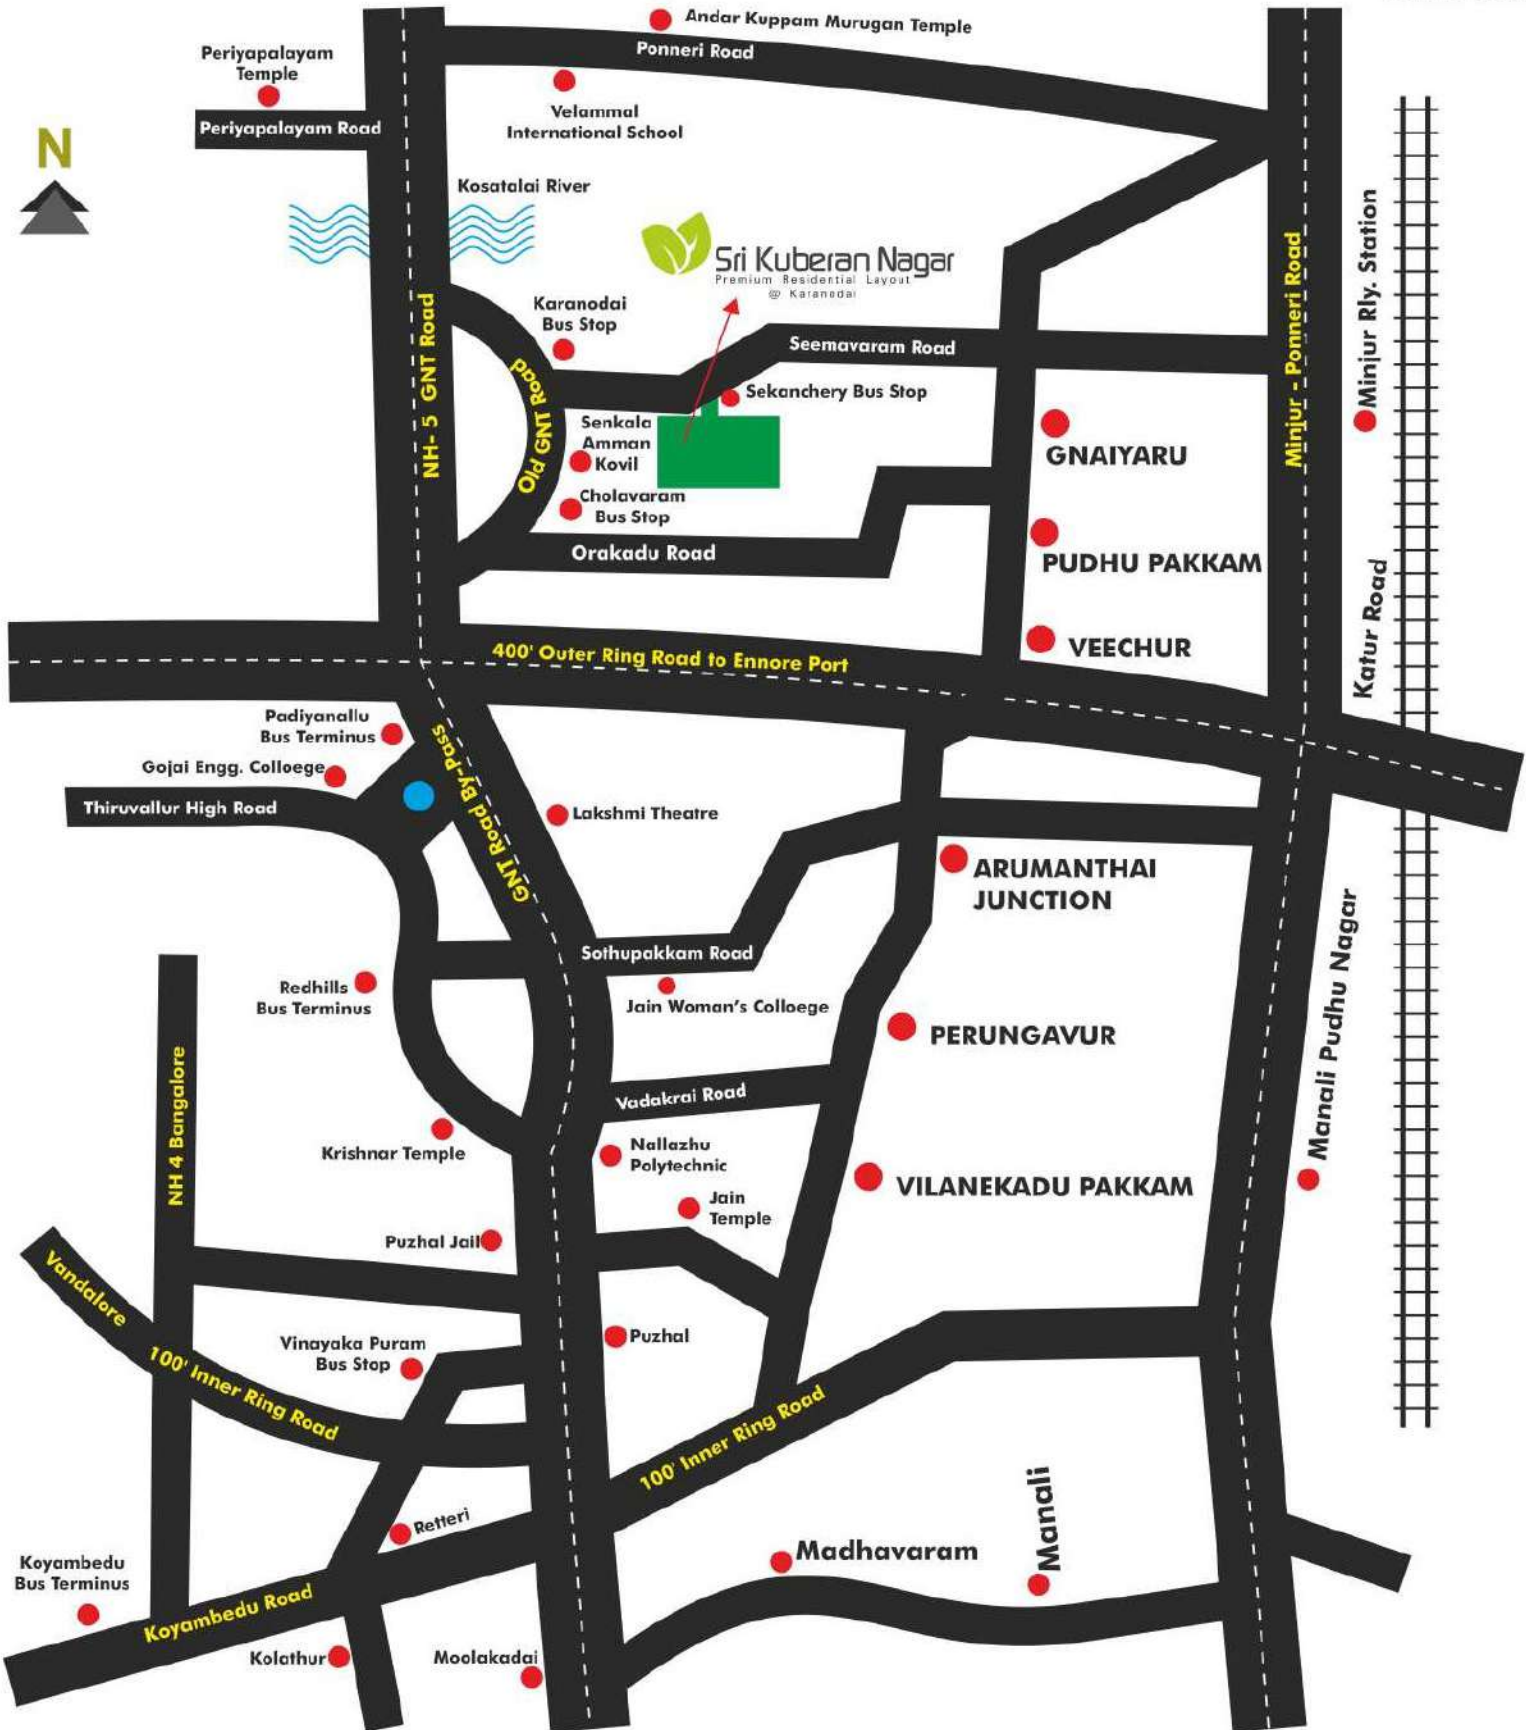 Andar Kuppam Murugan Temple
Ponneri Road
Periyapalayam
Temple
Periyapalayam Road
Velammal
International School
N
Kosatalai River
Sri Kuberan Nagar
Premium Residential Layout
@ Karanodai
Karanodai
Bus Stop
NH- 5 GNT Road
Old GNT Road
Seemavaram Road
Sekanchery Bus Stop
Senkala
Amman
Kovil
Cholavaram
Bus Stop
Orakadu Road
GNAIYARU
PUDHU PAKKAM
VEECHUR
Minjur - Ponneri Road
Minjur Rly. Station
Katur Road
400' Outer Ring Road to Ennore Port
Padiyanallu
Bus Terminus
Gojai Engg. Colloege
Thiruvallur High Road
GNT Road By-Pass
Lakshmi Theatre
ARUMANTHAI
JUNCTION
Sothupakkam Road
Redhills
Bus Terminus
Jain Woman's Colloege
PERUNGAVUR
Manali Pudhu Nagar
NH 4 Bangalore
Vadakrai Road
Krishnar Temple
Nallazhu
Polytechnic
VILANEKADU PAKKAM
Jain
Temple
Puzhal Jail
Vandalore
100' Inner Ring Road
Vinayaka Puram
Bus Stop
Puzhal
100' Inner Ring Road
Retteri
Madhavaram
Manali
Koyambedu
Bus Terminus
Koyambedu Road
Kolathur
Moolakadai